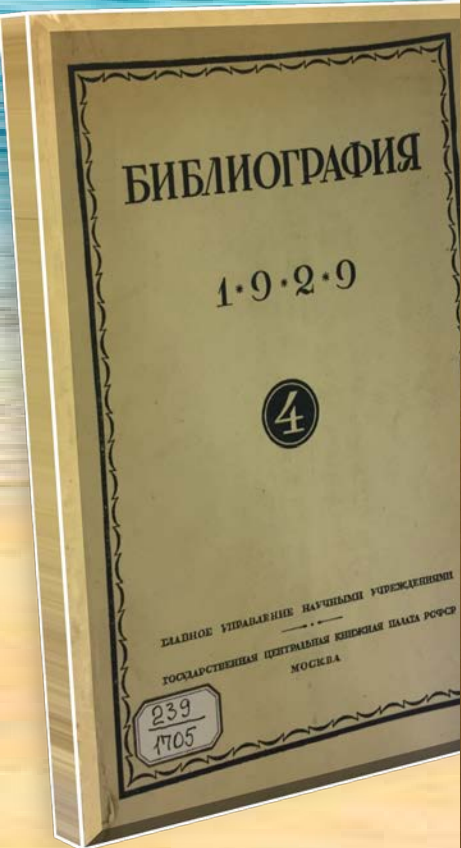 БИБЛИОГРАФИЯ
1•9•2•9
4
ГЛАВНОЕ УПРАВЛЕНИЕ НАУЧНЫМИ УЧРЕЖДЕНИЯМИ
ГОСУДАРСТВЕННАЯ ЦЕНТРАЛЬНАЯ КНИЖНАЯ ПАЛАТА РСФСР
МОСКВА
239
1705